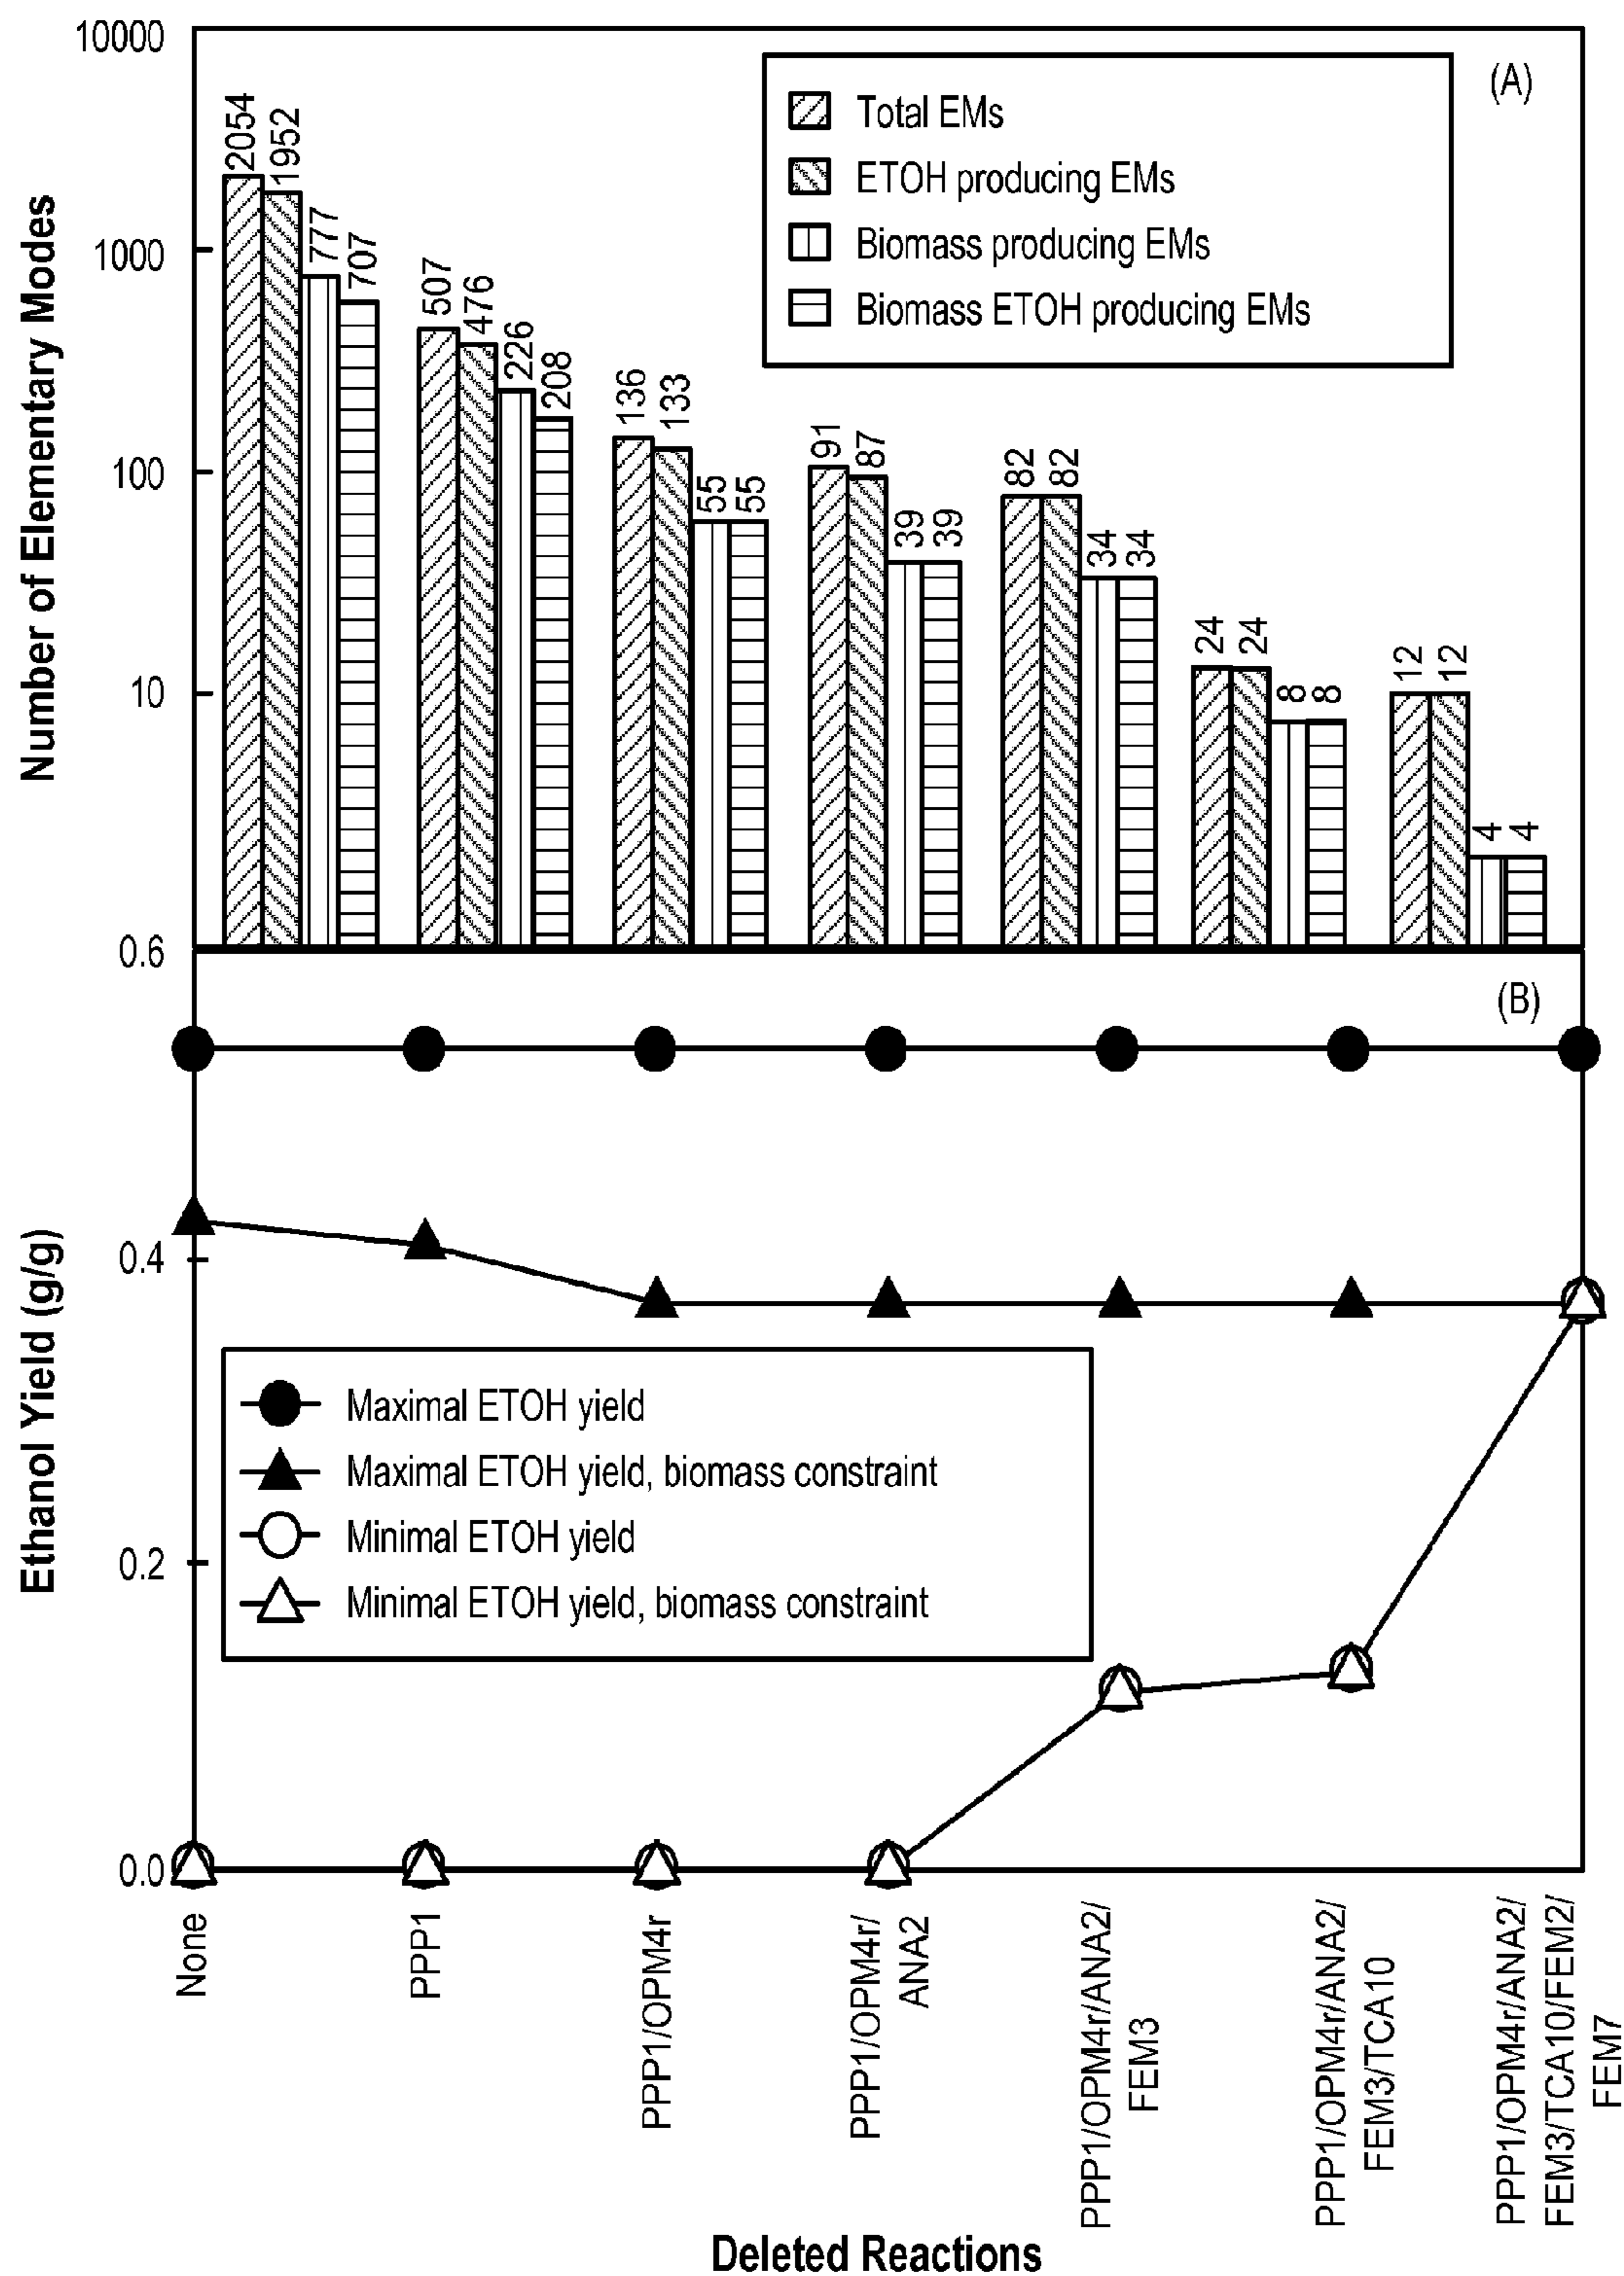 10000
1000
100
10
Number of Elementary Modes
(A)
Total EMs
ETOH producing EMs
Biomass producing EMs
Biomass ETOH producing EMs
2054
1952
777
707
507
476
226
208
136
133
55
55
91
87
39
39
82
82
34
34
24
24
8
8
12
12
4
4
(B)
0.6
0.4
0.2
0.0
Ethanol Yield (g/g)
Maximal ETOH yield
Maximal ETOH yield, biomass constraint
Minimal ETOH yield
Minimal ETOH yield, biomass constraint
None
PPP1
PPP1/OPM4r
PPP1/OPM4r/
ANA2
PPP1/OPM4r/ANA2/
FEM3
PPP1/OPM4r/ANA2/
FEM3/TCA10
PPP1/OPM4r/ANA2/
FEM3/TCA10/FEM2/
FEM7
Deleted Reactions